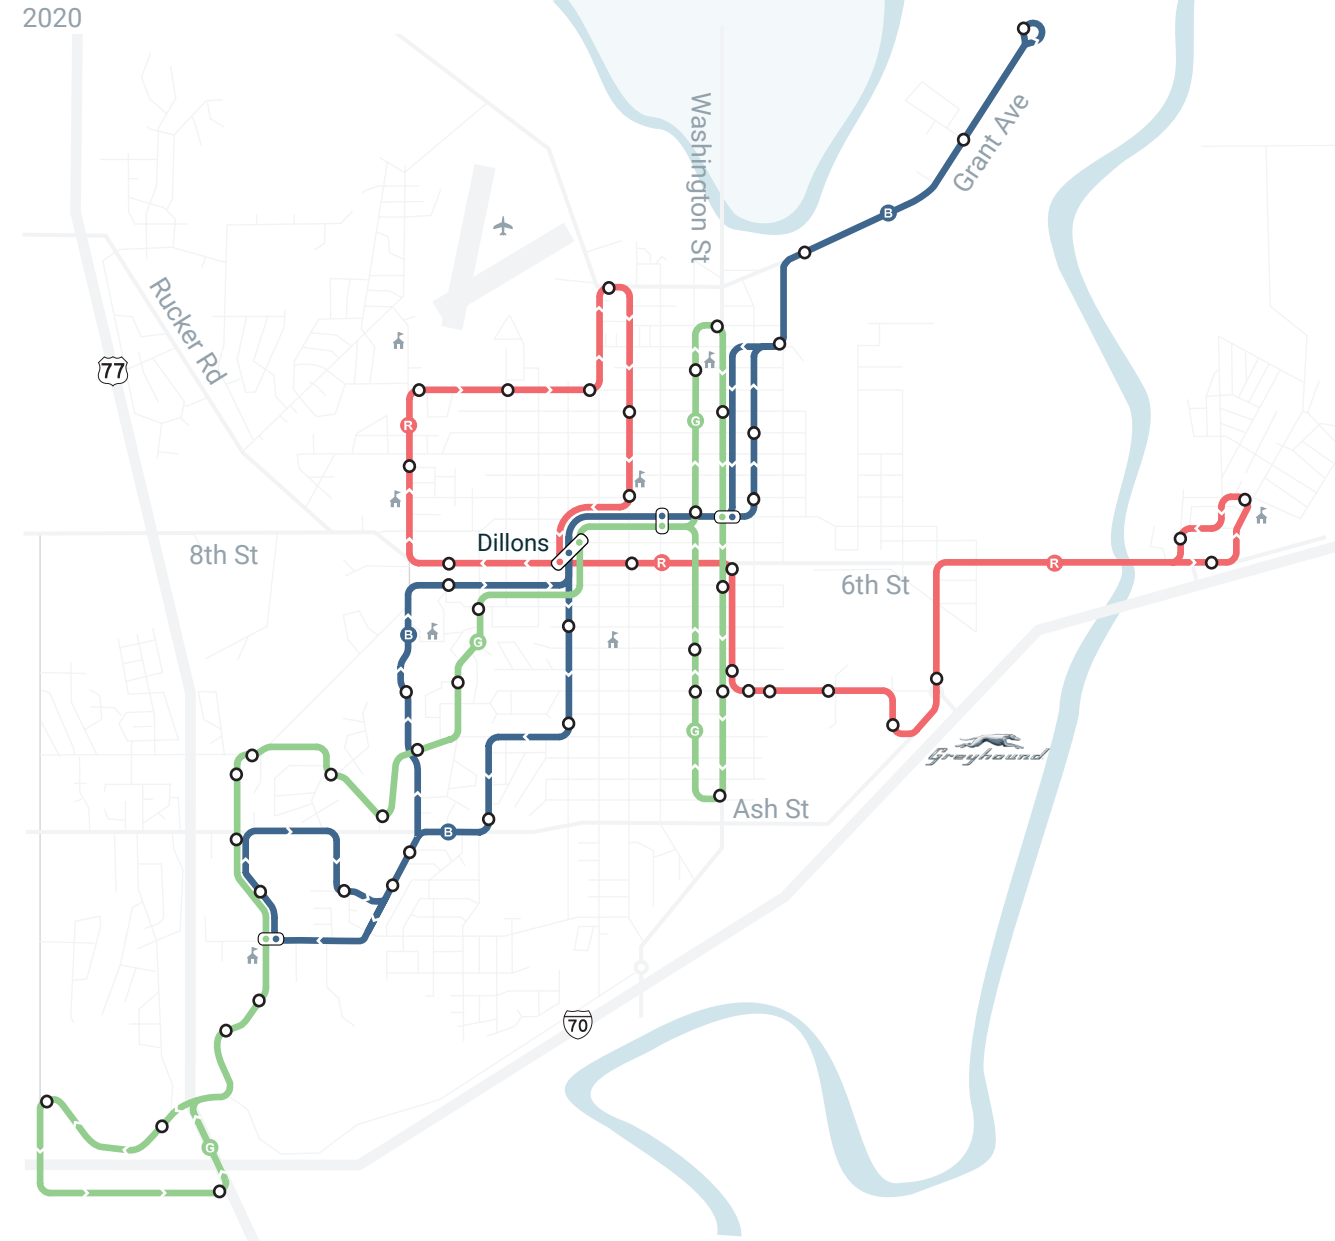 2020
Washington St
Grant Ave
B
Rucker Rd
77
R
G
Dillons
8th St
R
R
6th St
B
G
G
Greyhound
Ash St
B
70
G